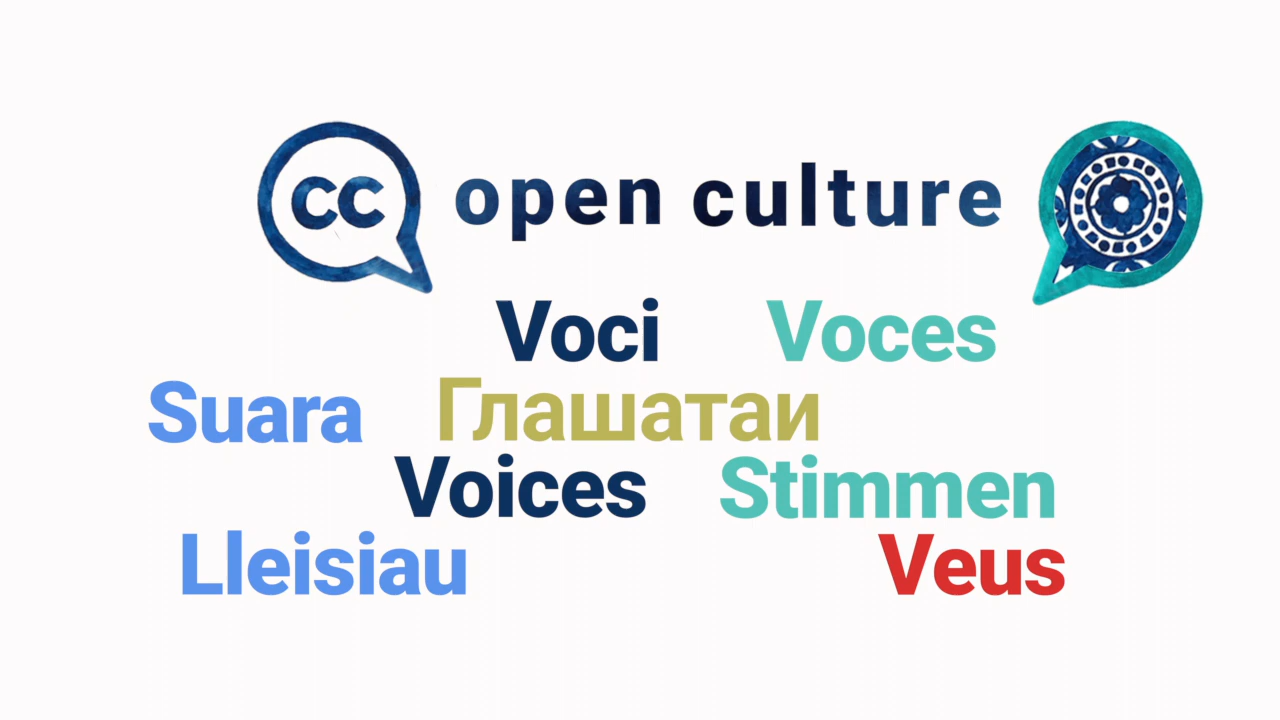 cc open culture
Voci Voces
Suara Глашатаи
Voices Stimmen
Lleisiau Veus